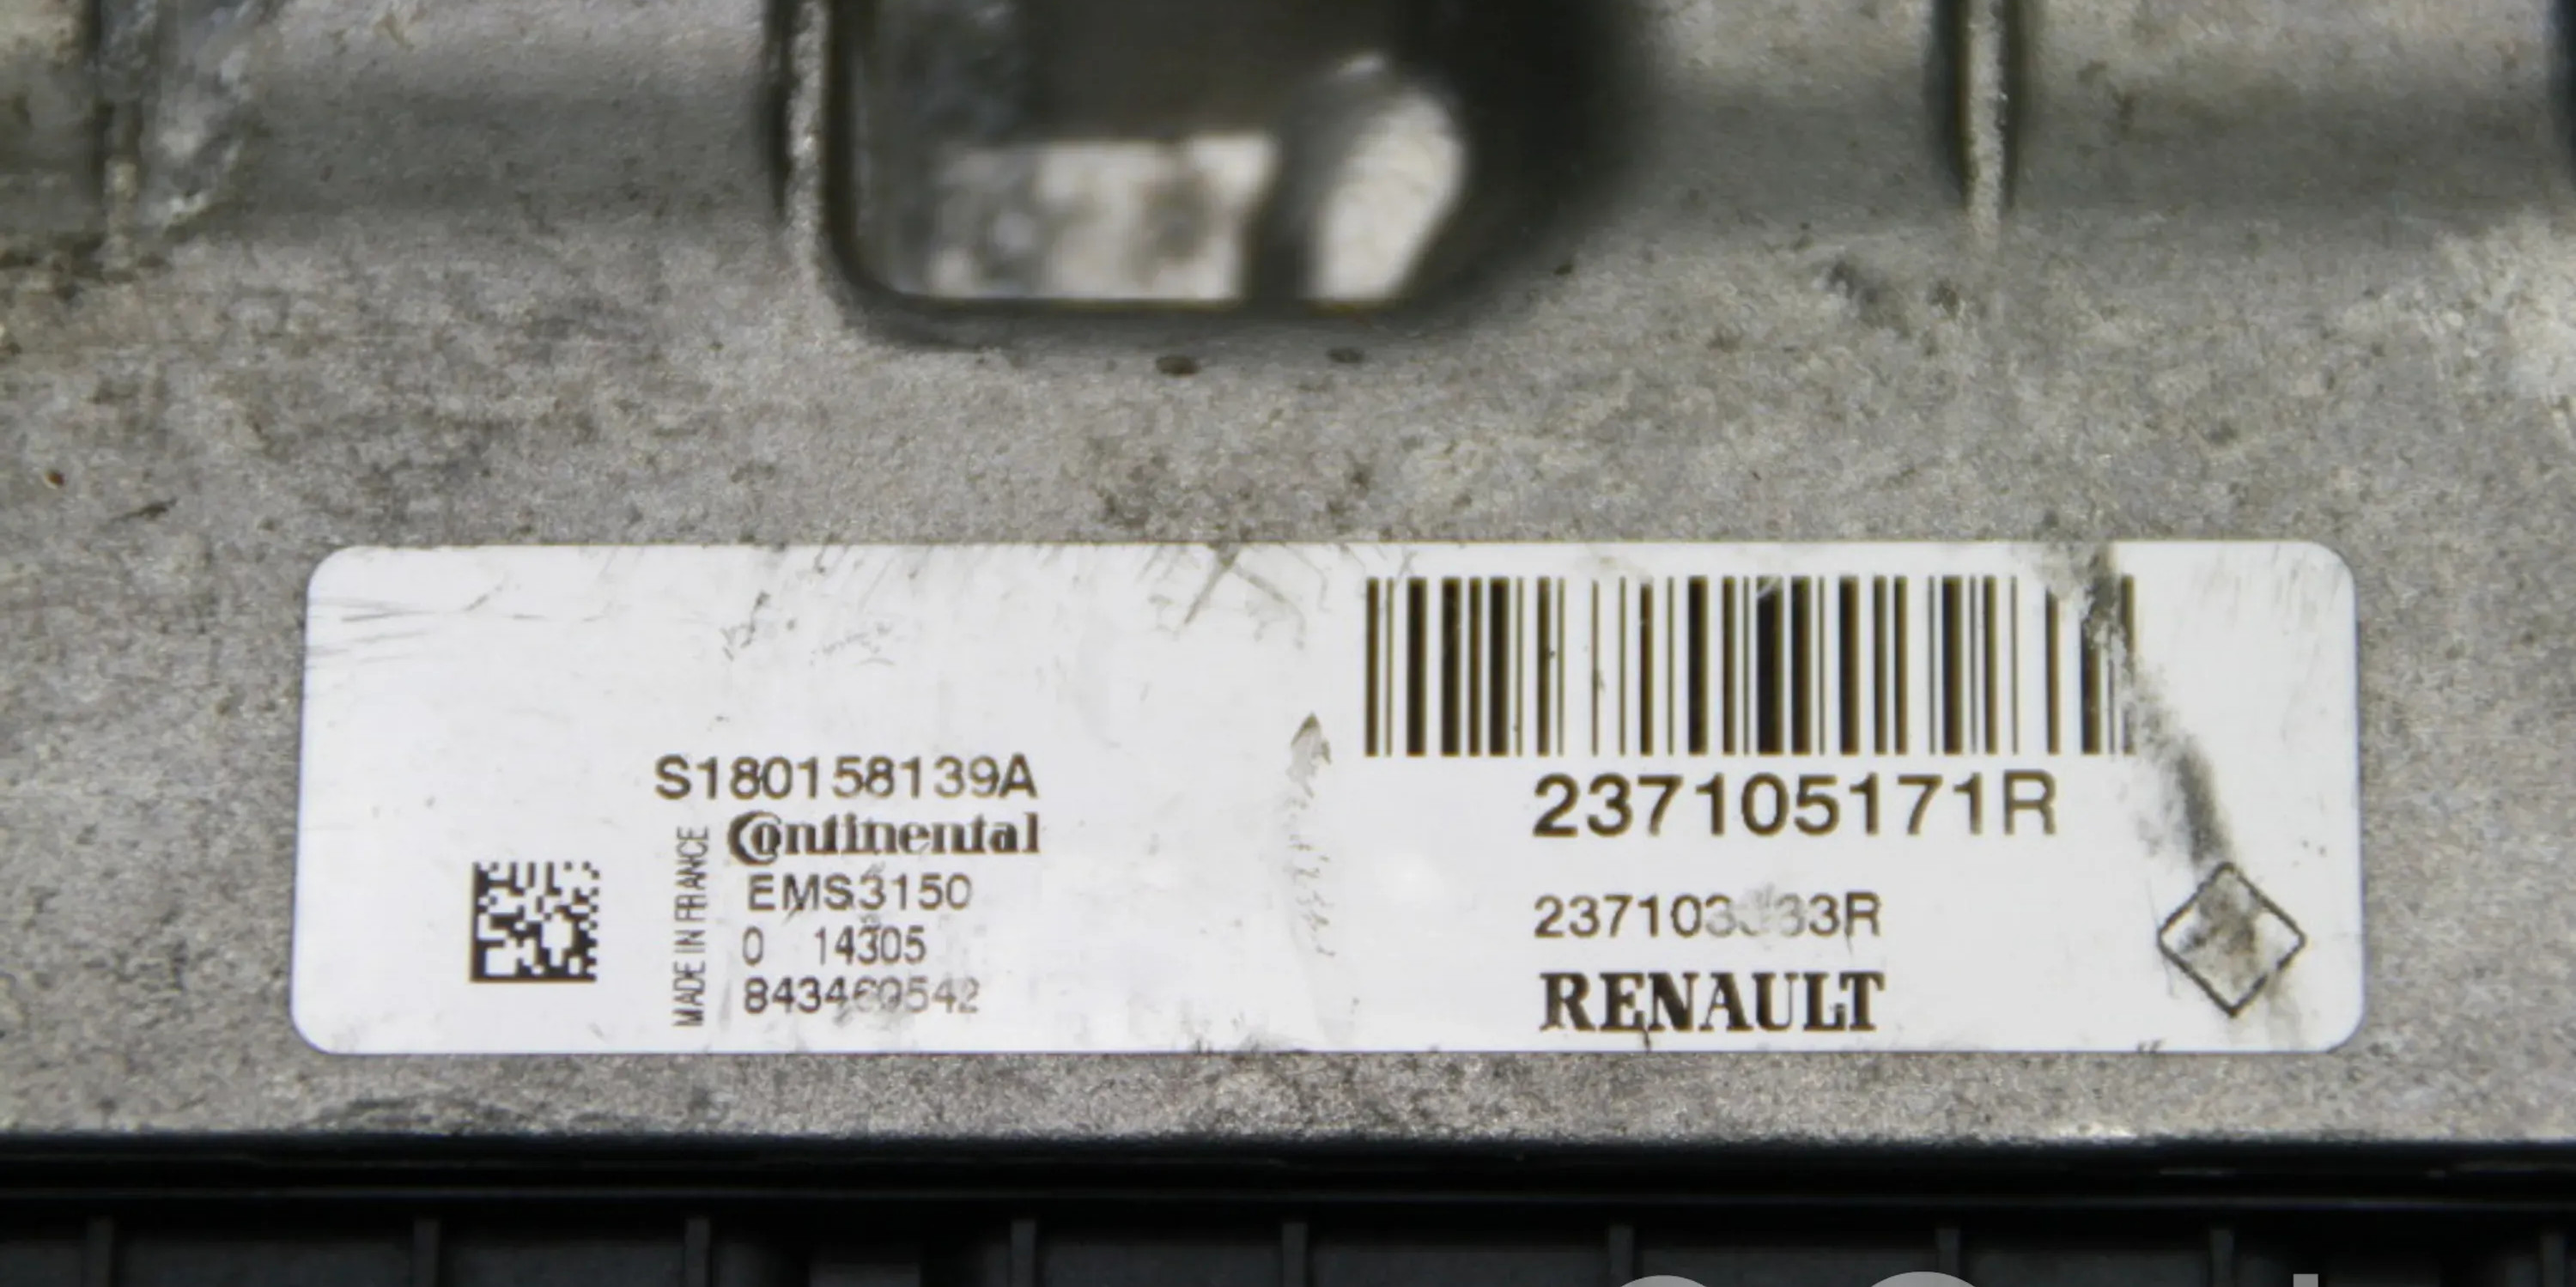 S180158139A
Continental
MADE IN FRANCE
EMS3150
0 14305
237105171R
RENAULT